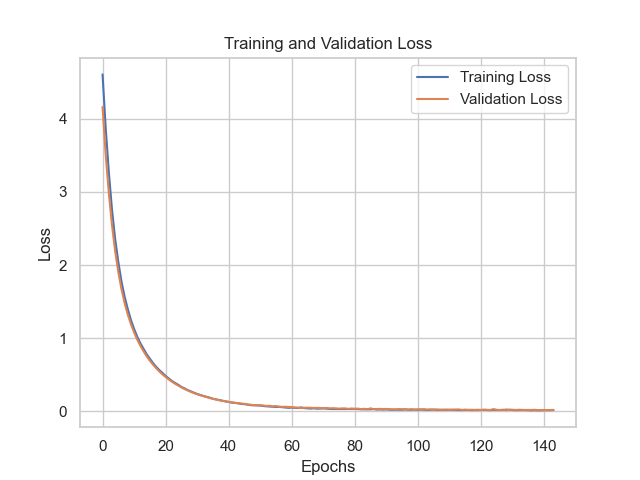 Training and Validation Loss
Training Loss
Validation Loss
4
3
2
1
0
Loss
0 20 40 60 80 100 120 140
Epochs